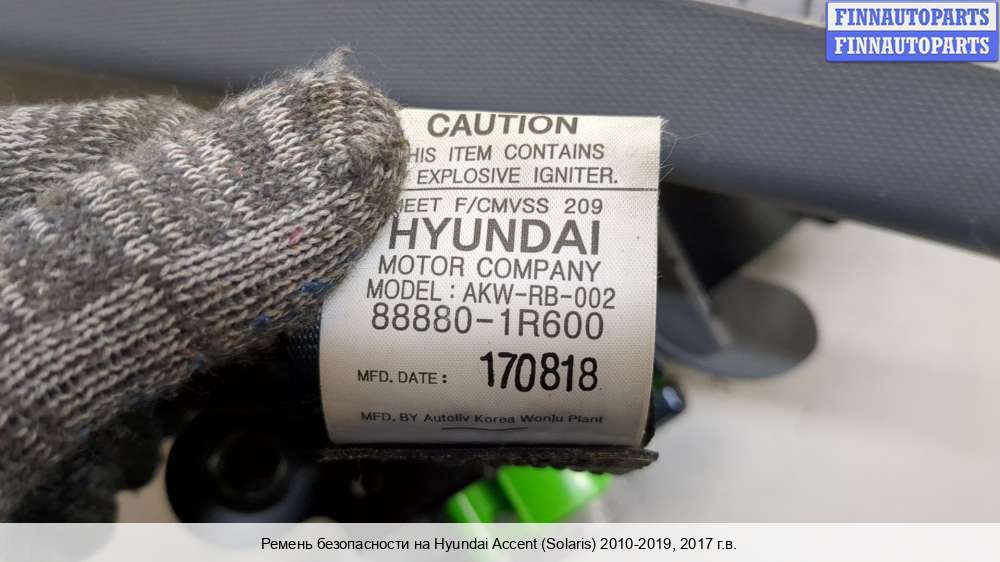 FINNAUTOPARTS
FINNAUTOPARTS
CAUTION
HIS ITEM CONTAINS
EXPLOSIVE IGNITER.
MEET F/CMVSS 209
HYUNDAI
MOTOR COMPANY
MODEL : AKW-RB-002
88880-1R600
MFD. DATE : 170818
MFD. BY Autoliv Korea Wonju Plant
Ремень безопасности на Hyundai Accent (Solaris) 2010-2019, 2017 г.в.